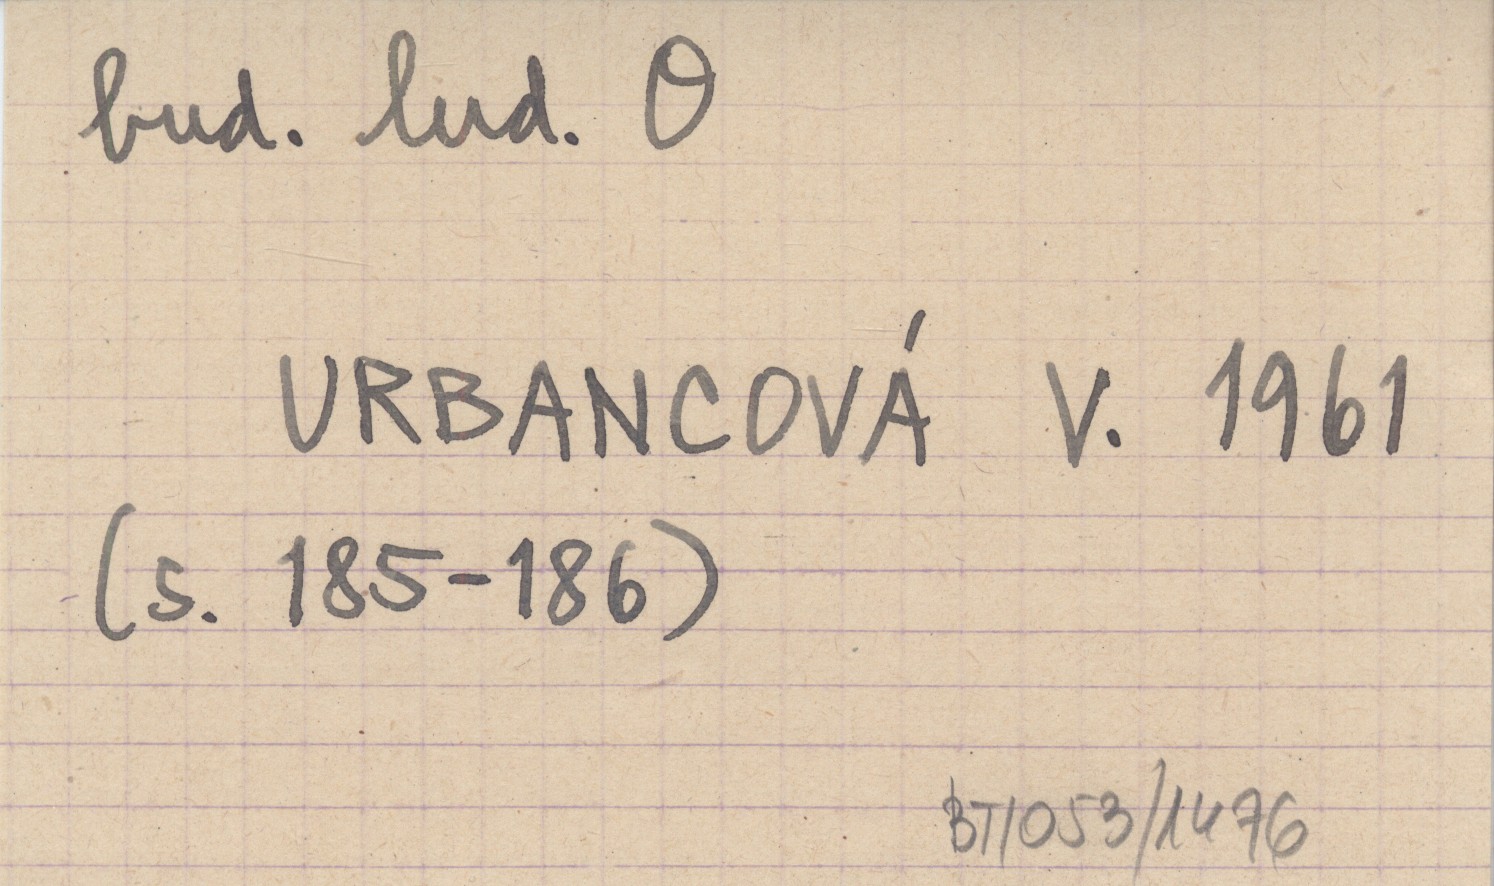 bud. lud. O
URBANCOVÁ V. 1961
(s. 185-186)
BT/053/1476